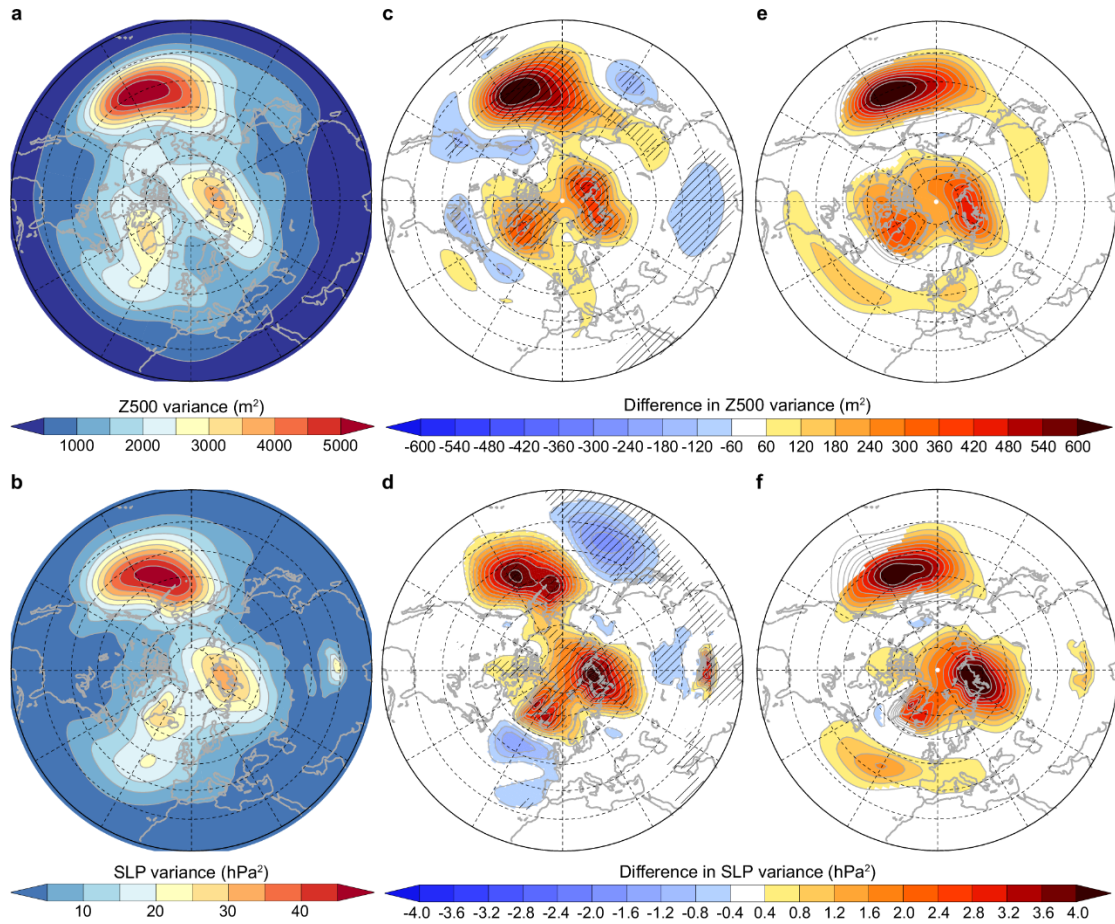 a
c
e
Z500 variance (m²)
1000 2000 3000 4000 5000
Difference in Z500 variance (m²)
-600 -540 -480 -420 -360 -300 -240 -180 -120 -60 60 120 180 240 300 360 420 480 540 600
b
d
f
SLP variance (hPa²)
10 20 30 40
Difference in SLP variance (hPa²)
-4.0 -3.6 -3.2 -2.8 -2.4 -2.0 -1.6 -1.2 -0.8 -0.4 0.4 0.8 1.2 1.6 2.0 2.4 2.8 3.2 3.6 4.0